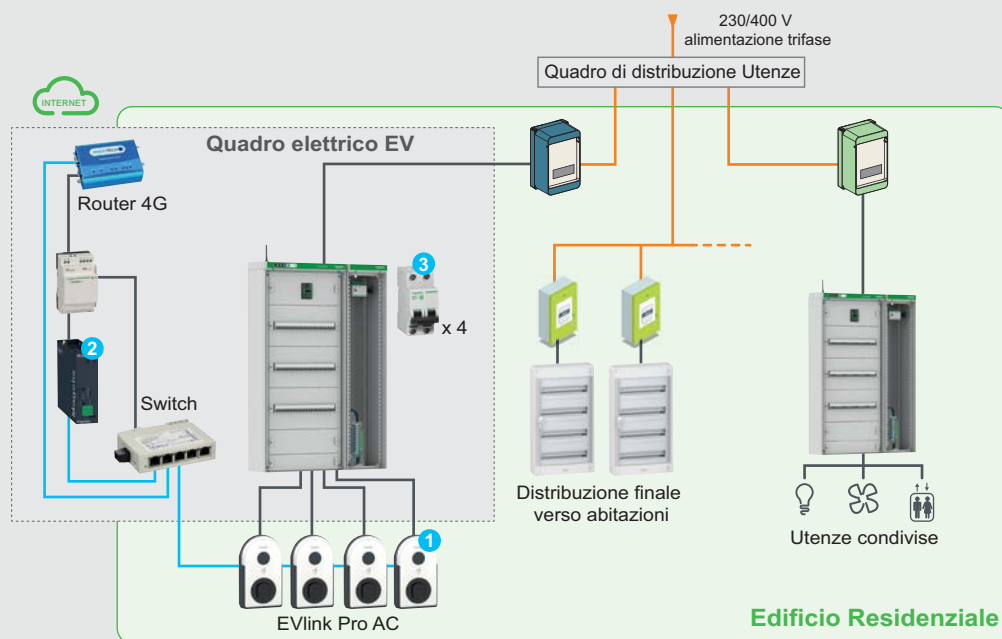 230/400 V
alimentazione trifase
Quadro di distribuzione Utenze
INTERNET
Quadro elettrico EV
Router 4G
3
x 4
2
Switch
Distribuzione finale
verso abitazioni
Utenze condivise
1
EVlink Pro AC
Edificio Residenziale